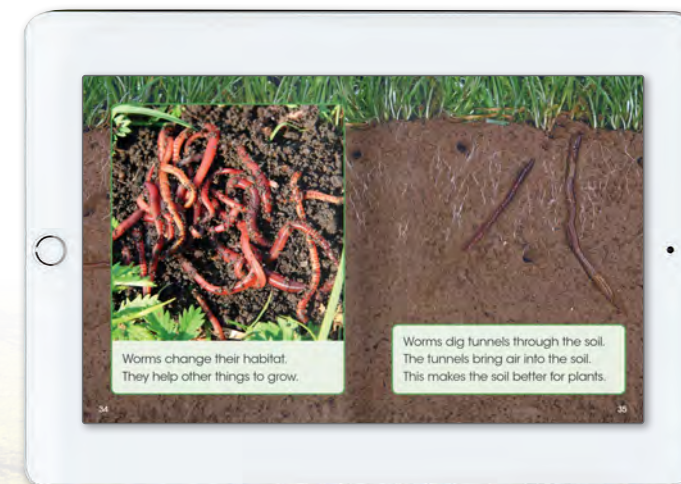 Worms change their habitat.
They help other things to grow.
Worms dig tunnels through the soil.
The tunnels bring air into the soil.
This makes the soil better for plants.
34
35